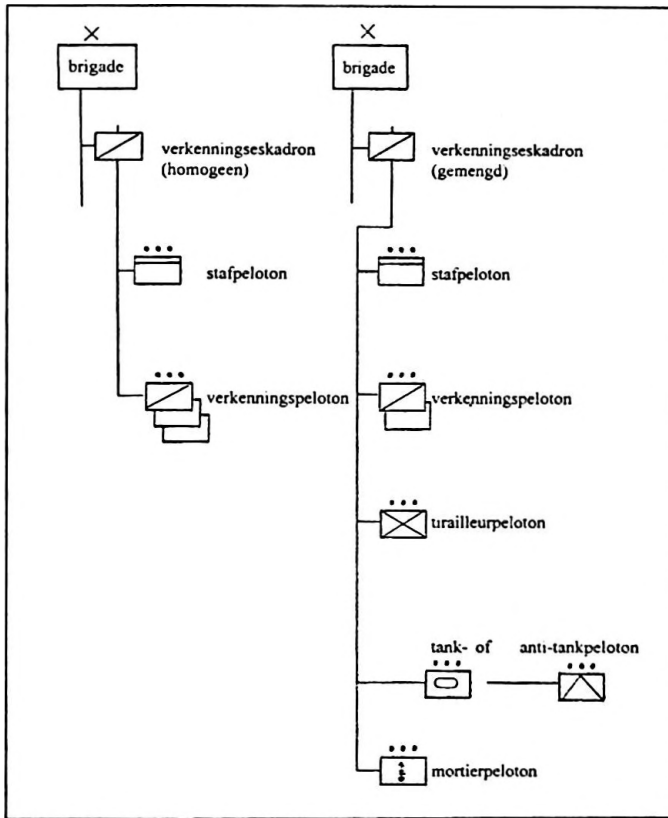 brigade
verkenningseskadron
(homogeen)
stafpeloton
verkenningspeloton
brigade
verkenningseskadron
(gemengd)
stafpeloton
verkenningspeloton
tirailleurpeloton
tank- of anti-tankpeloton
mortierpeloton